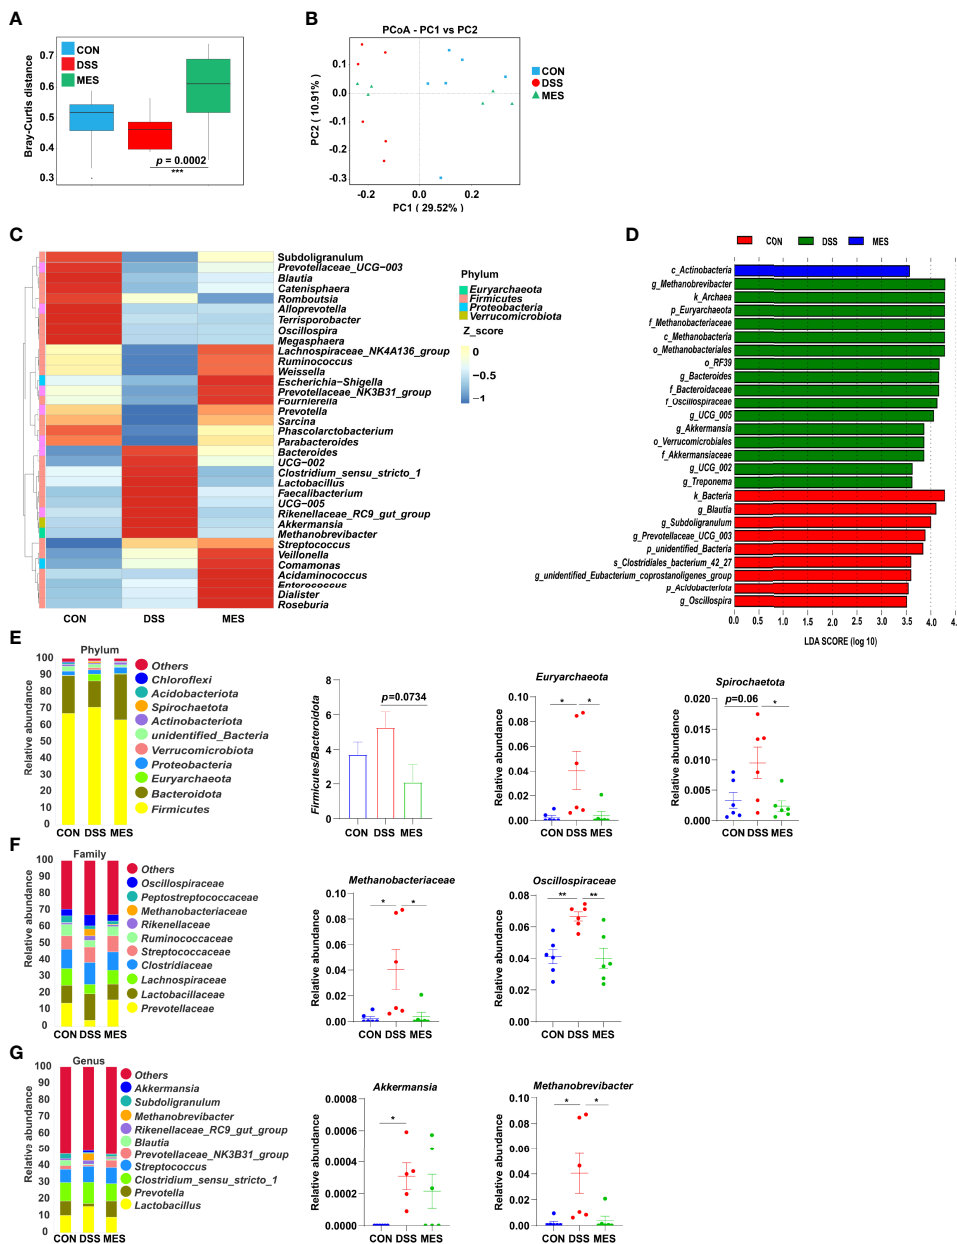 A
Bray-Curtis distance
0.7
0.6
0.5
0.4
0.3
CON
DSS
MES
p = 0.0002
***
B
PCoA - PC1 vs PC2
PC2 ( 10.91% )
0.1
0.0
-0.1
-0.2
-0.3
-0.2
0.0
0.2
PC1 ( 29.52% )
CON
DSS
MES
C
Subdoligranulum
Prevotellaceae_UCG-003
Blautia
Catenisphaera
Romboutsia
Alloprevotella
Terrisporobacter
Oscillospira
Megasphaera
Lachnospiraceae_NK4A136_group
Ruminococcus
Weissella
Escherichia-Shigella
Prevotellaceae_NK3B31_group
Fournierella
Prevotella
Sarcina
Phascolarctobacterium
Parabacteroides
Bacteroides
UCG-002
Clostridium_sensu_stricto_1
Lactobacillus
Faecalibacterium
UCG-005
Rikenellaceae_RC9_gut_group
Akkermansia
Methanobrevibacter
Streptococcus
Veillonella
Comamonas
Acidaminococcus
Enterococcus
Dialister
Roseburia
CON
DSS
MES
Phylum
Euryarchaeota
Firmicutes
Proteobacteria
Verrucomicrobiota
Z_score
0
-0.5
-1
D
CON
DSS
MES
c_Actinobacteria
g_Methanobrevibacter
k_Archaea
p_Euryarchaeota
f_Methanobacteriaceae
c_Methanobacteria
o_Methanobacteriales
o_RF39
g_Bacteroides
f_Bacteroidaceae
f_Oscillospiraceae
g_UCG_005
g_Akkermansia
o_Verrucomicrobiales
f_Akkermansiaceae
g_UCG_002
g_Treponema
k_Bacteria
g_Blautia
g_Subdoligranulum
g_Prevotellaceae_UCG_003
p_unidentified_Bacteria
s_Clostridiales_bacterium_42_27
g_unidentified_Eubacterium_coprostanoligenes_group
p_Acidobacteriota
g_Oscillospira
0.0 0.5 1.0 1.5 2.0 2.5 3.0 3.5 4.0 4.
LDA SCORE (log 10)
E
Phylum
Relative abundance
100
90
80
70
60
50
40
30
20
10
0
CON DSS MES
Others
Chloroflexi
Acidobacteriota
Spirochaetota
Actinobacteriota
unidentified_Bacteria
Verrucomicrobiota
Proteobacteria
Euryarchaeota
Bacteroidota
Firmicutes
Firmicutes/Bacteroidota
8
6
4
2
0
p=0.0734
CON DSS MES
Euryarchaeota
Relative abundance
0.10
0.08
0.06
0.04
0.02
0.00
* *
CON DSS MES
Spirochaetota
Relative abundance
0.020
0.015
0.010
0.005
0.000
p=0.06 *
CON DSS MES
F
Family
Relative abundance
100
90
80
70
60
50
40
30
20
10
0
CON DSS MES
Others
Oscillospiraceae
Peptostreptococcaceae
Methanobacteriaceae
Rikenellaceae
Ruminococcaceae
Streptococcaceae
Clostridiaceae
Lachnospiraceae
Lactobacillaceae
Prevotellaceae
Methanobacteriaceae
Relative abundance
0.10
0.08
0.06
0.04
0.02
0.00
* *
CON DSS MES
Oscillospiraceae
Relative abundance
0.08
0.06
0.04
0.02
0.00
** **
CON DSS MES
G
Genus
Relative abundance
100
90
80
70
60
50
40
30
20
10
0
CON DSS MES
Others
Akkermansia
Subdoligranulum
Methanobrevibacter
Rikenellaceae_RC9_gut_group
Blautia
Prevotellaceae_NK3B31_group
Streptococcus
Clostridium_sensu_stricto_1
Prevotella
Lactobacillus
Akkermansia
Relative abundance
0.0008
0.0006
0.0004
0.0002
0.0000
*
CON DSS MES
Methanobrevibacter
Relative abundance
0.10
0.08
0.06
0.04
0.02
0.00
* *
CON DSS MES